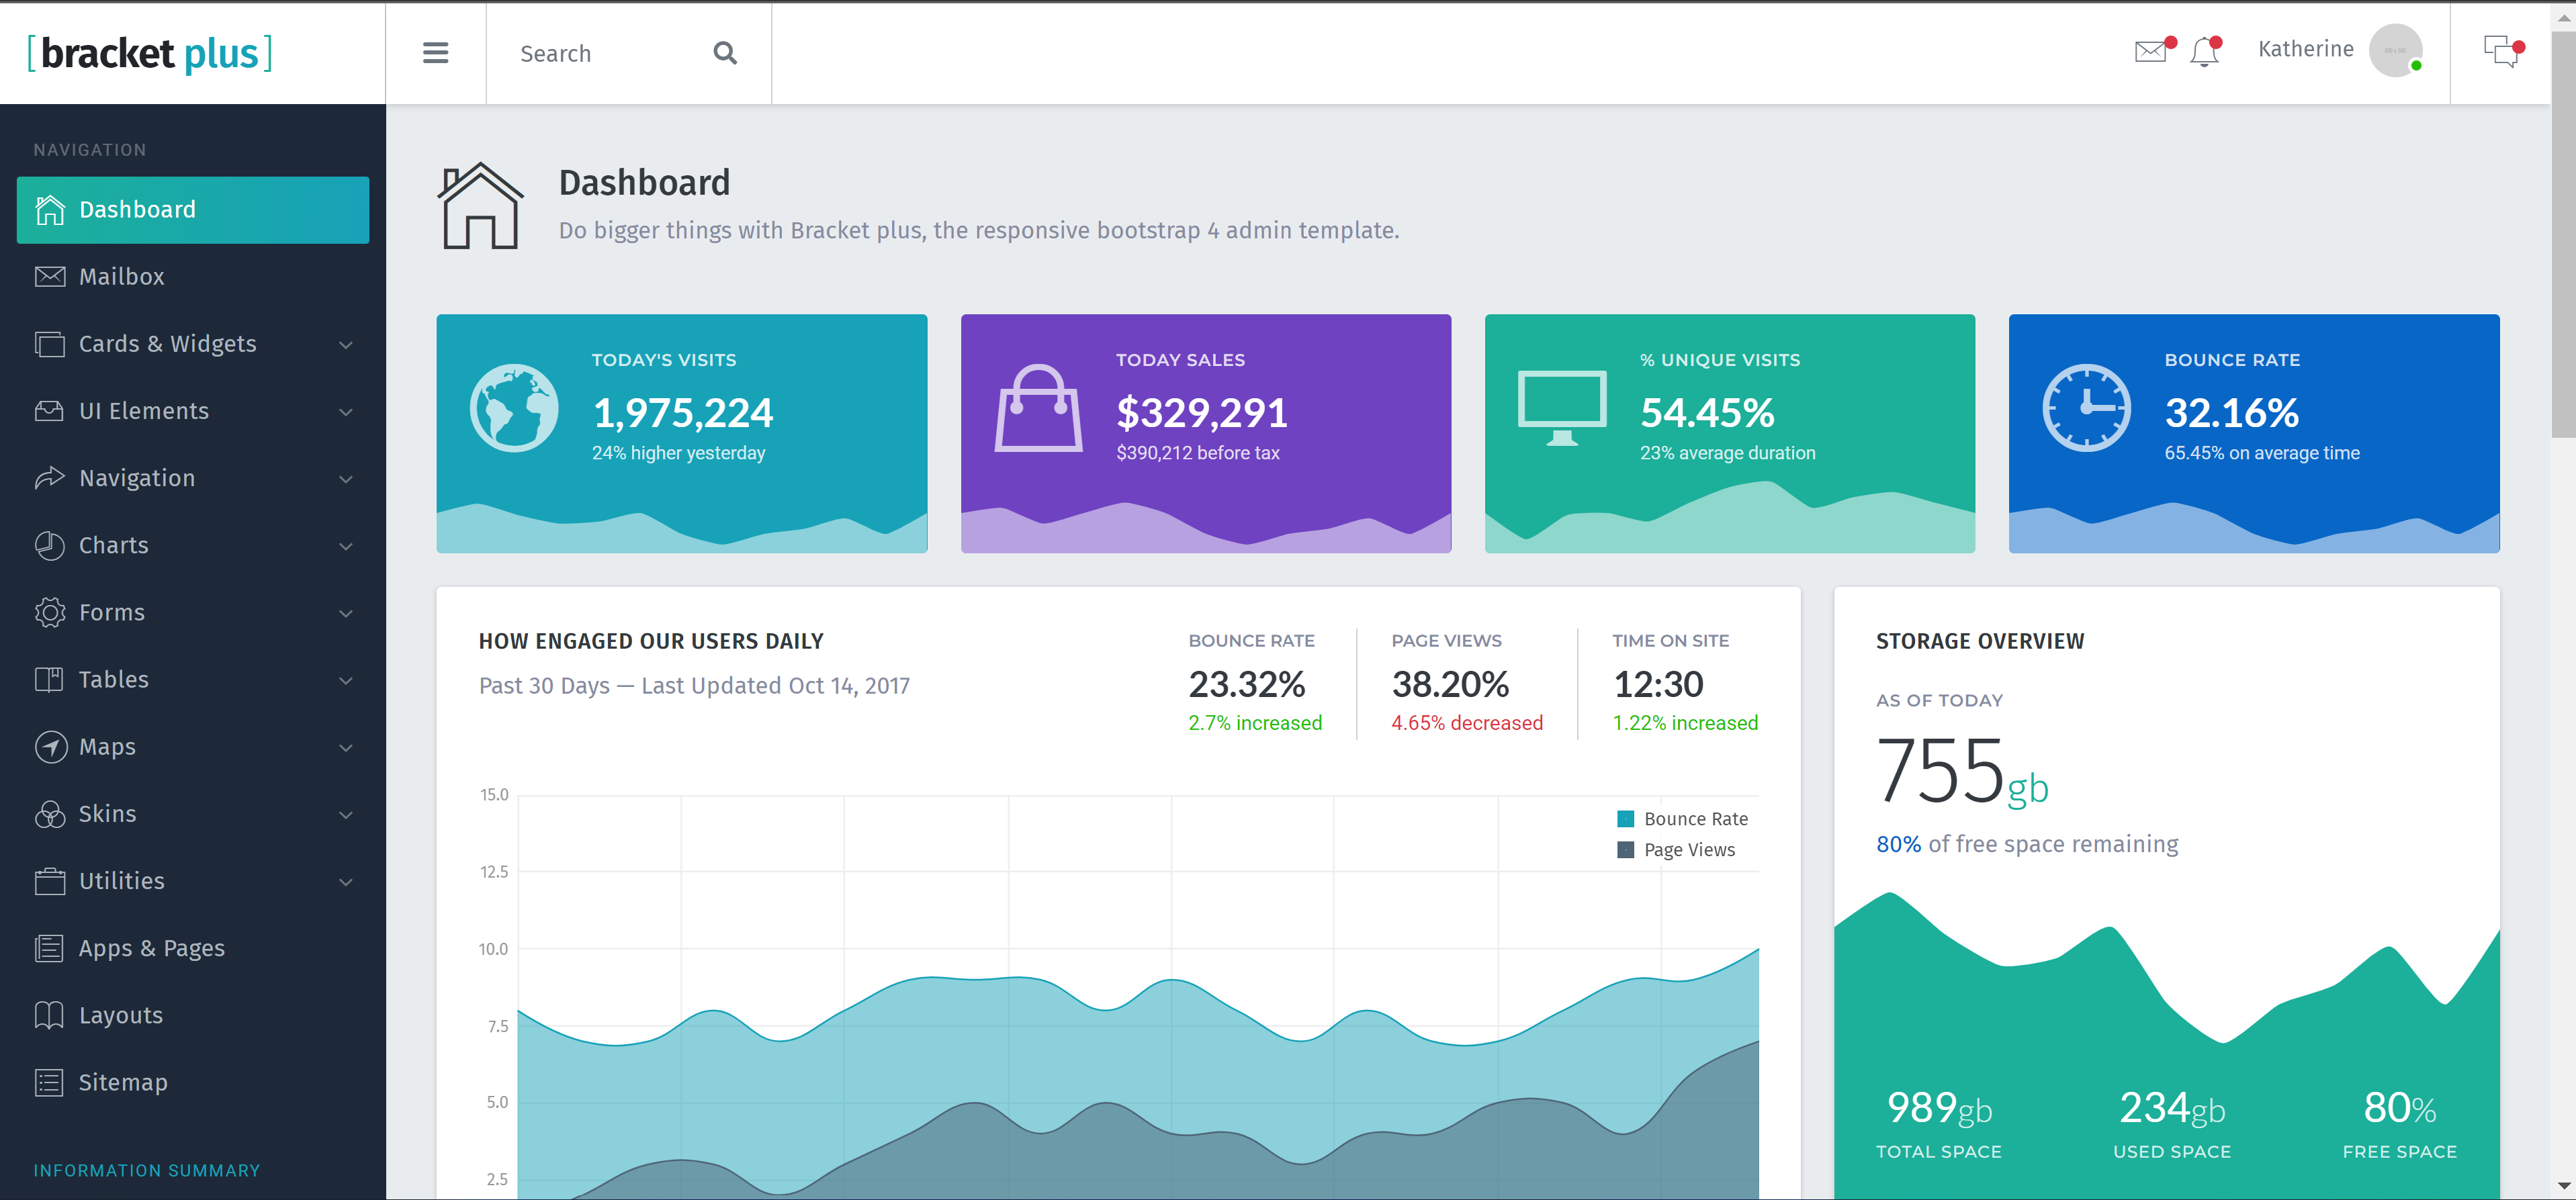 [bracket plus]
Search
Katherine
NAVIGATION
Dashboard
Mailbox
Cards & Widgets
UI Elements
Navigation
Charts
Forms
Tables
Maps
Skins
Utilities
Apps & Pages
Layouts
Sitemap
INFORMATION SUMMARY
Dashboard
Do bigger things with Bracket plus, the responsive bootstrap 4 admin template.
TODAY'S VISITS
1,975,224
24% higher yesterday
TODAY SALES
$329,291
$390,212 before tax
% UNIQUE VISITS
54.45%
23% average duration
BOUNCE RATE
32.16%
65.45% on average time
HOW ENGAGED OUR USERS DAILY
Past 30 Days — Last Updated Oct 14, 2017
BOUNCE RATE
23.32%
2.7% increased
PAGE VIEWS
38.20%
4.65% decreased
TIME ON SITE
12:30
1.22% increased
15.0
12.5
10.0
7.5
5.0
2.5
Bounce Rate
Page Views
STORAGE OVERVIEW
AS OF TODAY
755gb
80% of free space remaining
989gb
TOTAL SPACE
234gb
USED SPACE
80%
FREE SPACE